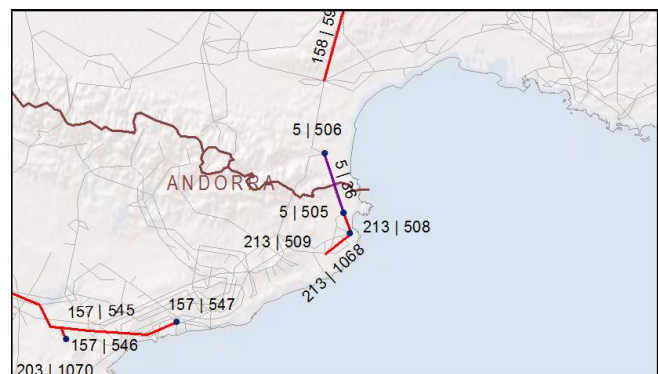 158 | 59
5 | 506
5 | 36
ANDORRA
5 | 505
213 | 508
213 | 509
213 | 1068
157 | 545
157 | 547
157 | 546
203 | 1070